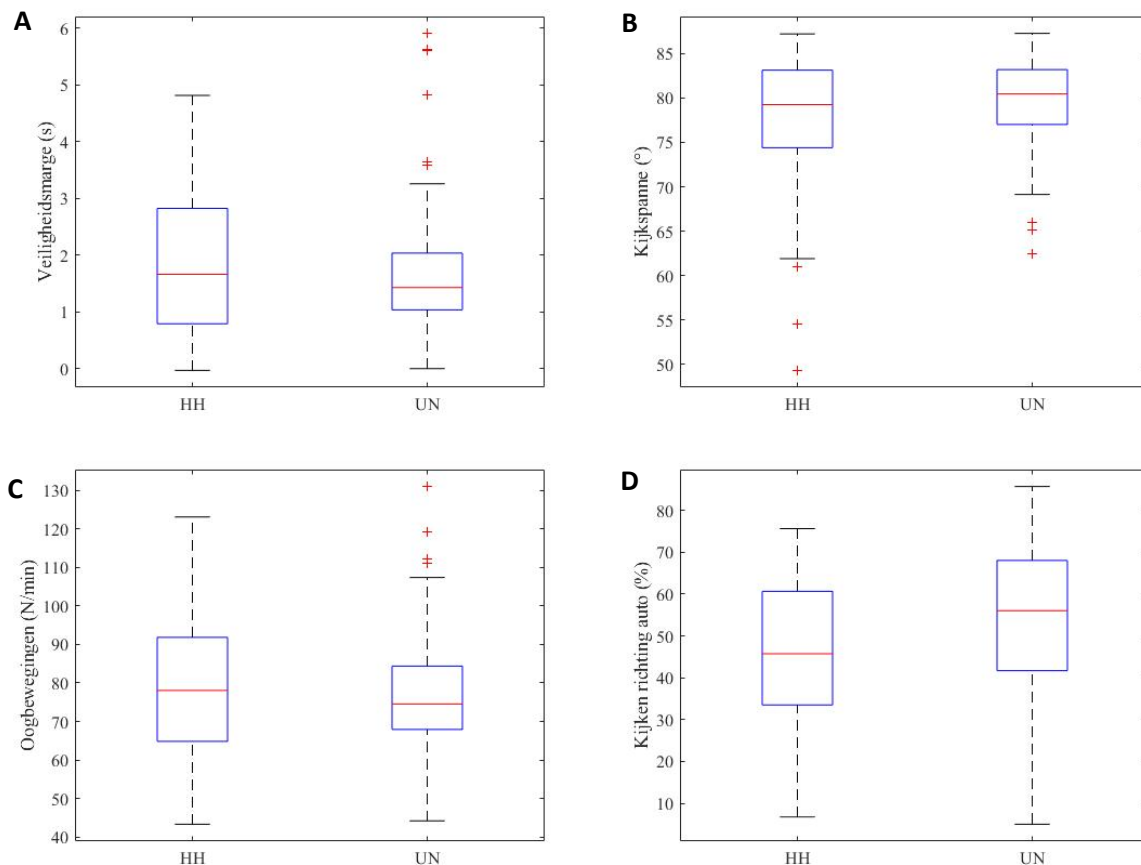 A
Veiligheidsmarge (s)
6
5
4
3
2
1
0
HH
UN
B
Kijkspanne (°)
85
80
75
70
65
60
55
50
HH
UN
C
Oogbewegingen (N/min)
130
120
110
100
90
80
70
60
50
40
HH
UN
D
Kijken richting auto (%)
80
70
60
50
40
30
20
10
HH
UN